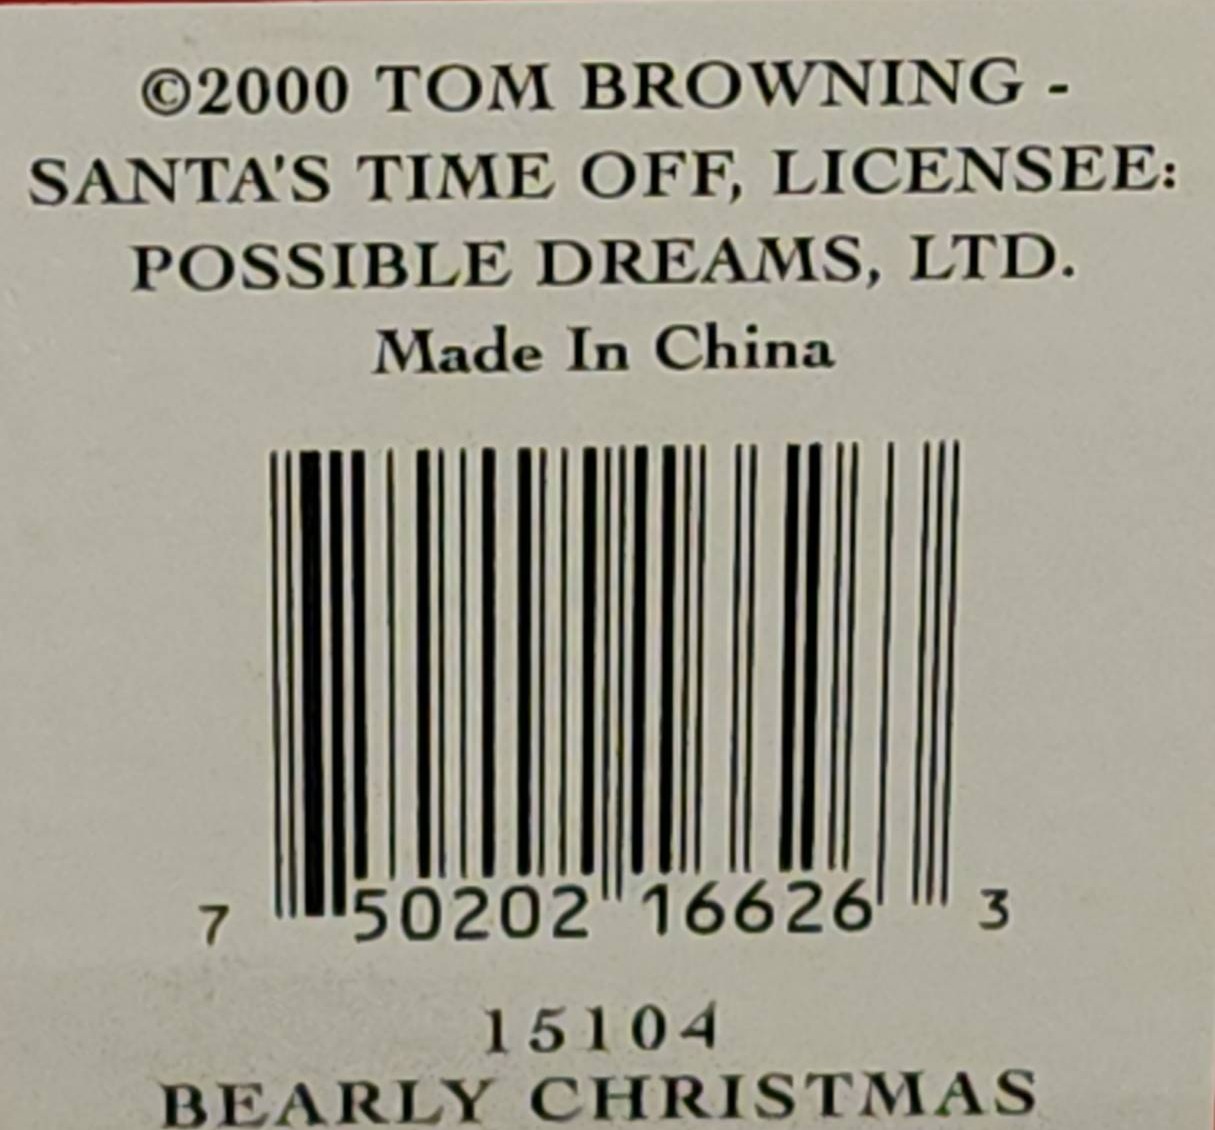 ©2000 TOM BROWNING -
SANTA'S TIME OFF, LICENSEE:
POSSIBLE DREAMS, LTD.
Made In China
7 50202 16626 3
15104
BEARLY CHRISTMAS